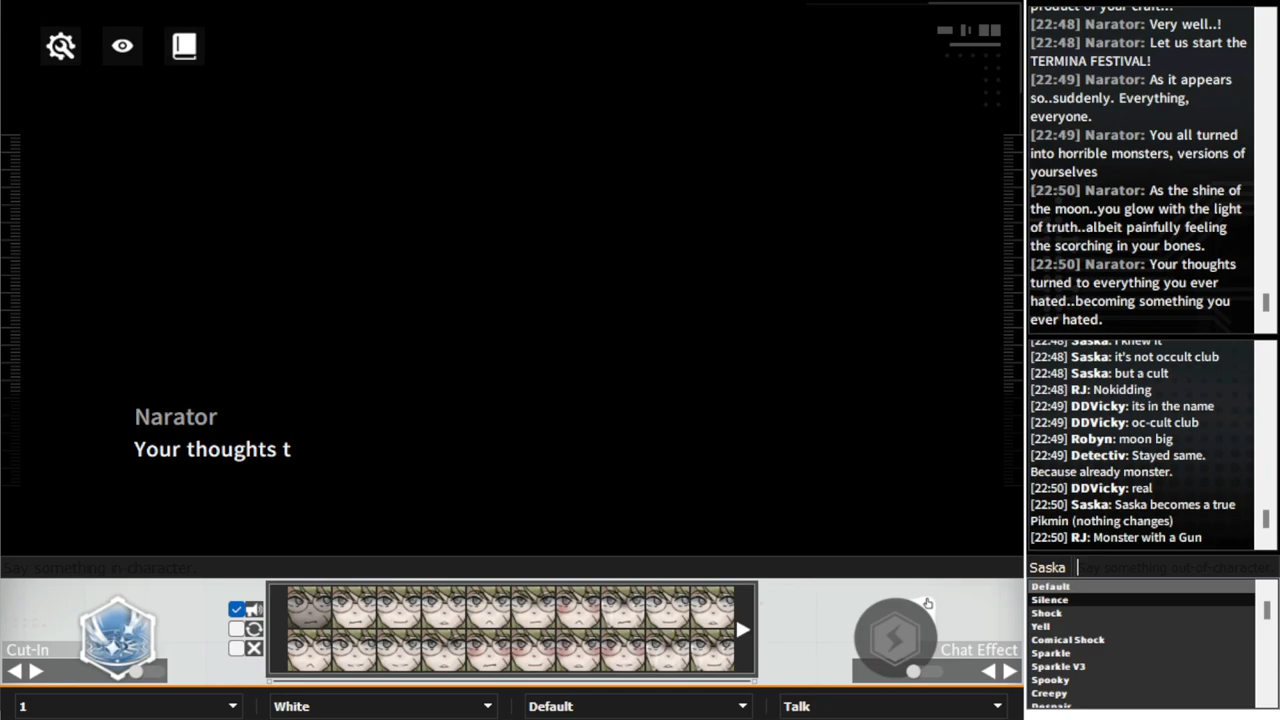 product of your craft...
[22:48] Narator: Very well..!
[22:48] Narator: Let us start the
TERMINA FESTIVAL!
[22:49] Narator: As it appears
so..suddenly. Everything,
everyone.
[22:49] Narator: You all turned
into horrible monsters, versions of
yourselves
[22:50] Narator: As the shine of
the moon..you glow with the light
of truth..albeit painfully feeling
the scorching in your bones.
[22:50] Narator: Your thoughts
turned to everything you ever
hated..becoming something you
ever hated.
[22:48] Saska: I knew it
[22:48] Saska: it's not occult club
[22:48] Saska: but a cult
[22:48] RJ: Nokidding
[22:49] DDVicky: its in the name
[22:49] DDVicky: oc-cult club
[22:49] Robyn: moon big
[22:49] Detectiv: Stayed same.
Because already monster.
[22:50] DDVicky: real
[22:50] Saska: Saska becomes a true
Pikmin (nothing changes)
[22:50] RJ: Monster with a Gun
Narator
Your thoughts t
Say something in-character.
Saska
Say something out-of-character.
Default
Silence
Shock
Yell
Comical Shock
Sparkle
Sparkle V3
Spooky
Creepy
Despair
Cut-In
Chat Effect
1
White
Default
Talk